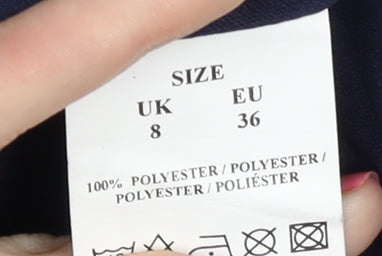 SIZE
UK EU
8 36
100% POLYESTER / POLYESTER /
POLYESTER / POLIÉSTER